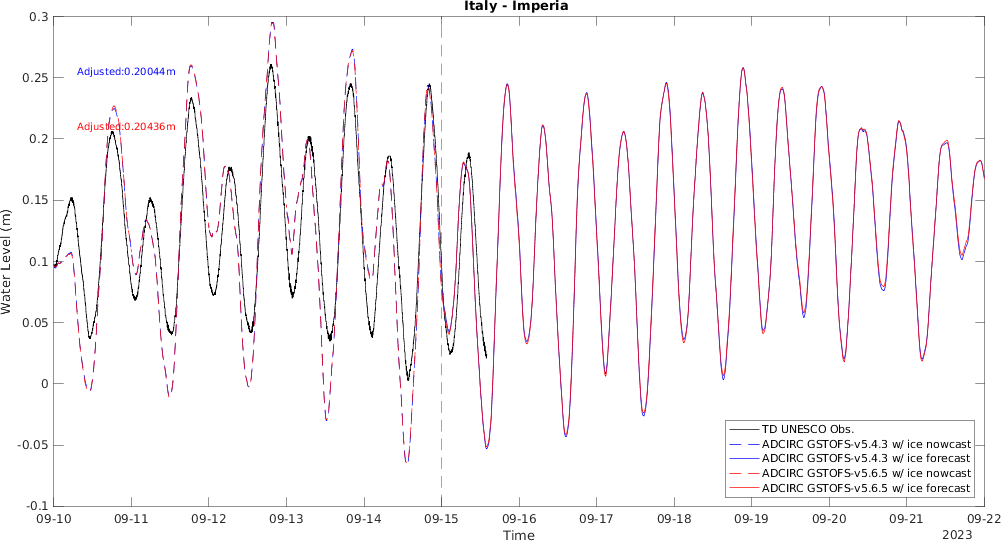 Italy - Imperia
0.3
0.25
0.2
0.15
0.1
0.05
0
-0.05
-0.1
Water Level (m)
Adjusted:0.20044m
Adjusted:0.20436m
TD UNESCO Obs.
ADCIRC GSTOFS-v5.4.3 w/ ice nowcast
ADCIRC GSTOFS-v5.4.3 w/ ice forecast
ADCIRC GSTOFS-v5.6.5 w/ ice nowcast
ADCIRC GSTOFS-v5.6.5 w/ ice forecast
09-10 09-11 09-12 09-13 09-14 09-15 09-16 09-17 09-18 09-19 09-20 09-21 09-22
Time
2023